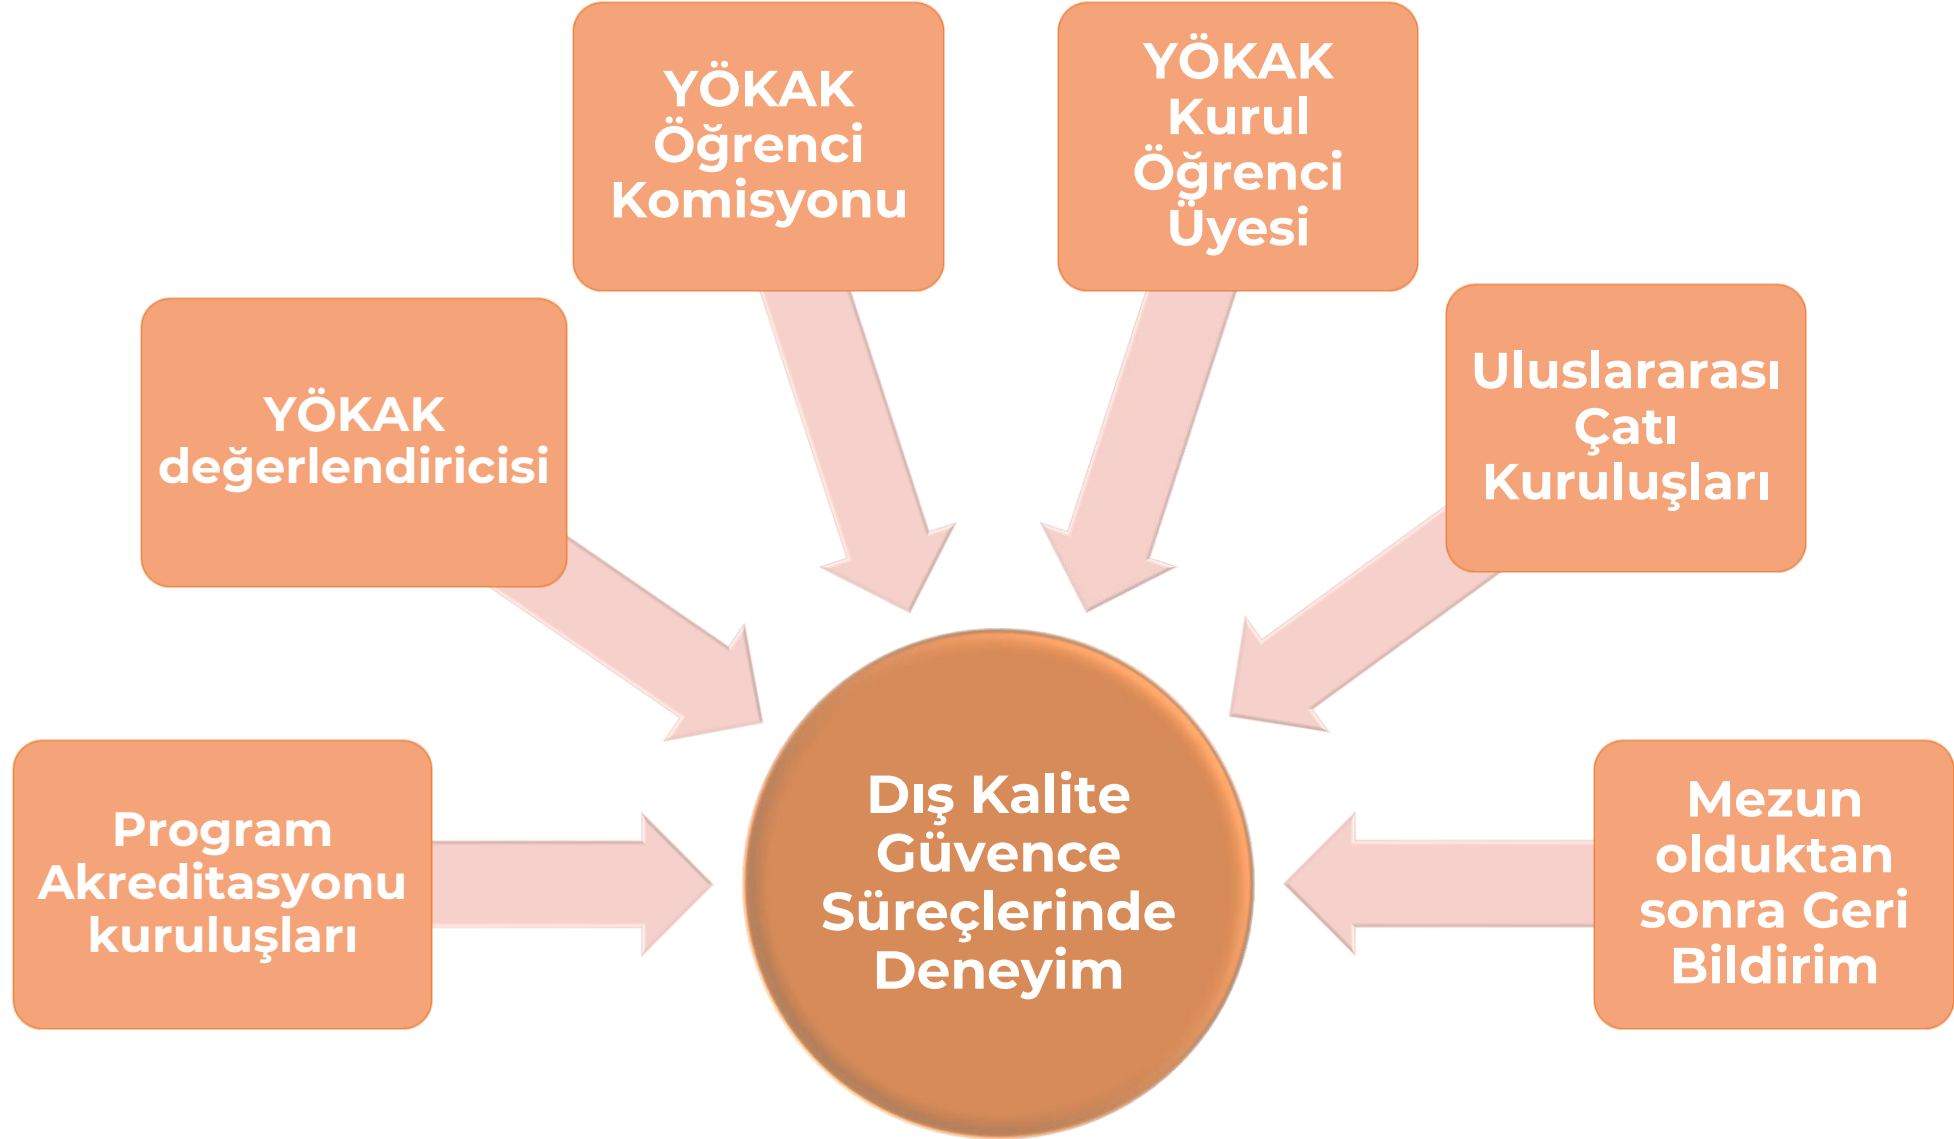 YÖKAK
Öğrenci
Komisyonu
YÖKAK
Kurul
Öğrenci
Üyesi
YÖKAK
değerlendiricisi
Uluslararası
Çatı
Kuruluşları
Program
Akreditasyonu
kuruluşları
Dış Kalite
Güvence
Süreçlerinde
Deneyim
Mezun
olduktan
sonra Geri
Bildirim